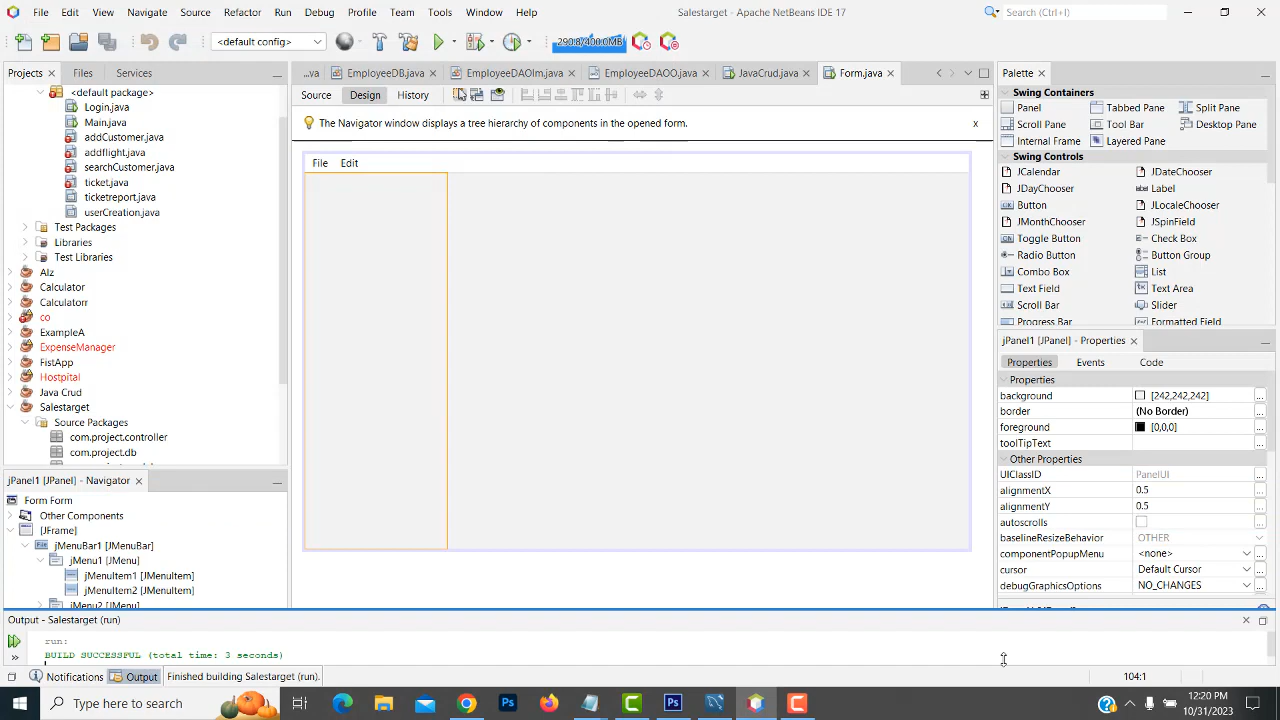 File Edit View Navigate Source Refactor Run Debug Profile Team Tools Window Help
Salestarget - Apache NetBeans IDE 17
Search (Ctrl+I)
<default config>
290.8/400.0MB
Projects Files Services
...va EmployeeDB.java EmployeeDAOIm.java EmployeeDAOO.java JavaCrud.java Form.java
Source Design History
The Navigator window displays a tree hierarchy of components in the opened form.
x
<default package>
Login.java
Main.java
addCustomer.java
addflight.java
searchCustomer.java
ticket.java
ticketreport.java
userCreation.java
Test Packages
Libraries
Test Libraries
Alz
Calculator
Calculatorr
co
ExampleA
ExpenseManager
FistApp
Hostpital
Java Crud
Salestarget
Source Packages
com.project.controller
com.project.db
File Edit
Palette
Swing Containers
Panel Tabbed Pane Split Pane
Scroll Pane Tool Bar Desktop Pane
Internal Frame Layered Pane
Swing Controls
JCalendar JDateChooser
JDayChooser Label
Button JLocaleChooser
JMonthChooser JSpinField
Toggle Button Check Box
Radio Button Button Group
Combo Box List
Text Field Text Area
Scroll Bar Slider
Progress Bar Formatted Field
jPanel1 [JPanel] - Properties
Properties Events Code
Properties
background [242,242,242] ...
border (No Border) ...
foreground [0,0,0] ...
toolTipText ...
Other Properties
UIClassID PanelUI ...
alignmentX 0.5 ...
alignmentY 0.5 ...
autoscrolls ...
baselineResizeBehavior OTHER ...
componentPopupMenu <none> ...
cursor Default Cursor ...
debugGraphicsOptions NO_CHANGES ...
jPanel1 [JPanel] - Navigator
Form Form
Other Components
[JFrame]
jMenuBar1 [JMenuBar]
jMenu1 [JMenu]
jMenuItem1 [JMenuItem]
jMenuItem2 [JMenuItem]
jMenu2 [JMenu]
Output - Salestarget (run)
run:
BUILD SUCCESSFUL (total time: 3 seconds)
Notifications Output Finished building Salestarget (run).
104:1
Type here to search
12:20 PM
10/31/2023